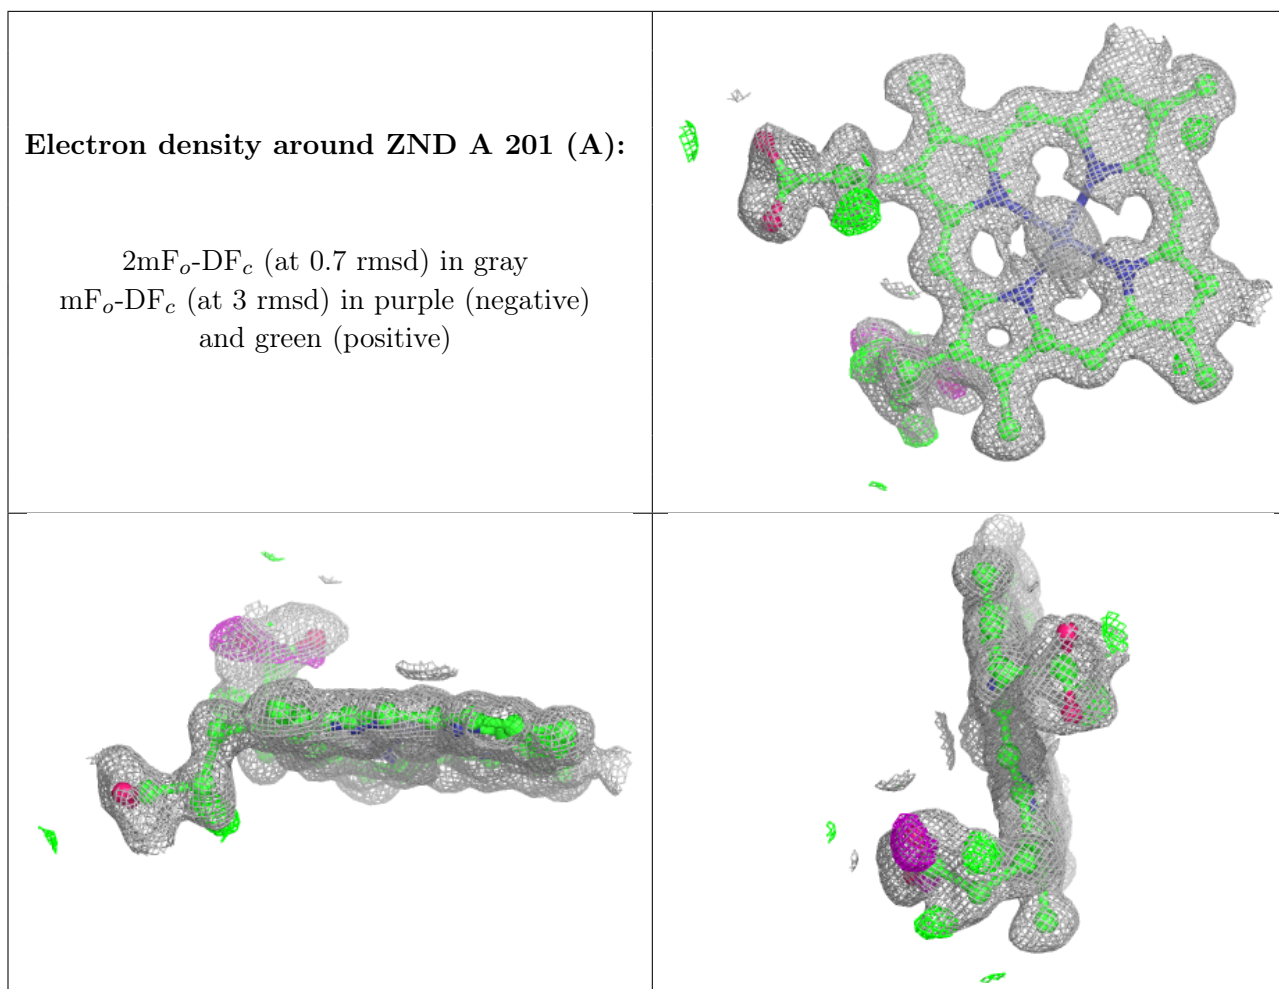 Electron density around ZND A 201 (A):
2mFo-DFc (at 0.7 rmsd) in gray
mFo-DFc (at 3 rmsd) in purple (negative)
and green (positive)